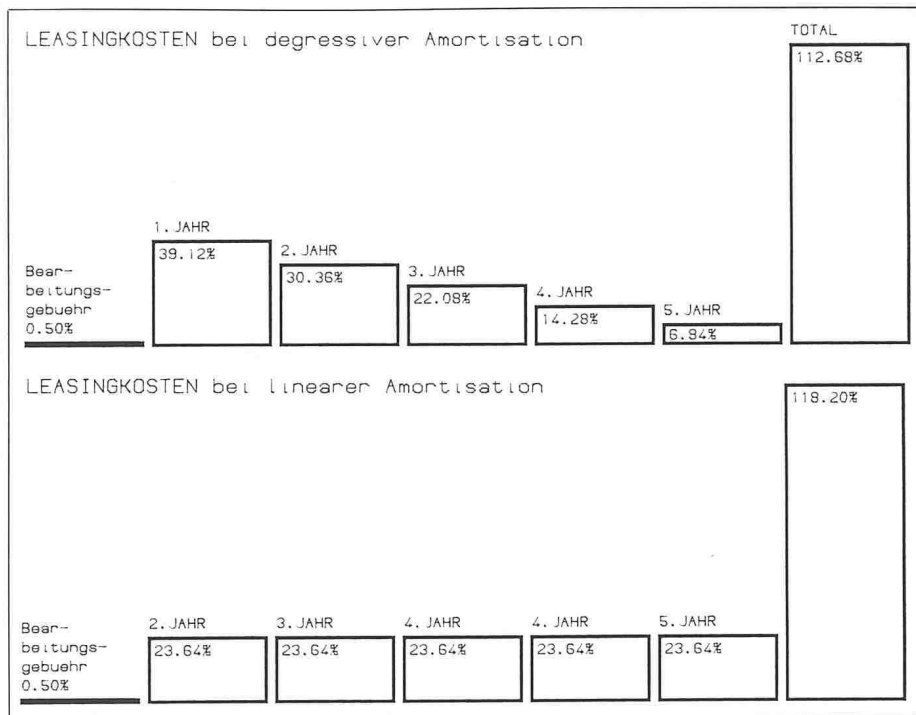 LEASINGKOSTEN bei degressiver Amortisation
TOTAL
112.68%
1. JAHR
39.12%
2. JAHR
30.36%
3. JAHR
22.08%
4. JAHR
14.28%
5. JAHR
6.84%
Bear-
beitungs-
gebuehr
0.50%
LEASINGKOSTEN bei linearer Amortisation
118.20%
Bear-
beitungs-
gebuehr
0.50%
2. JAHR
23.64%
3. JAHR
23.64%
4. JAHR
23.64%
4. JAHR
23.64%
5. JAHR
23.64%